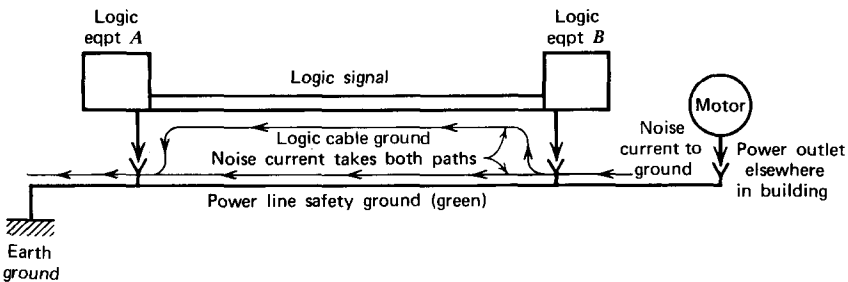 Logic
eqpt A
Logic
eqpt B
Logic signal
Motor
Logic cable ground
Noise current takes both paths
Noise
current to
ground
Power outlet
elsewhere
in building
Power line safety ground (green)
Earth
ground